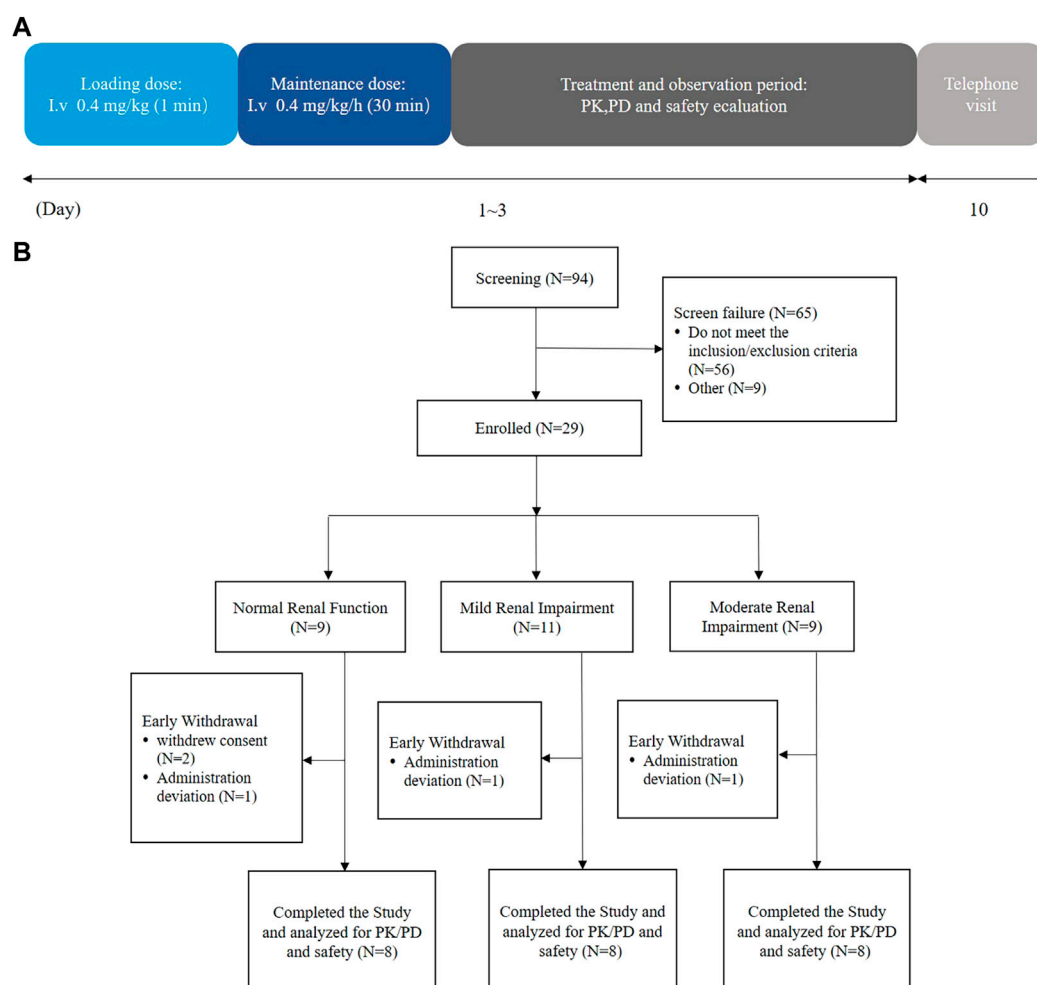 A
Loading dose:
I.v 0.4 mg/kg (1 min)
Maintenance dose:
I.v 0.4 mg/kg/h (30 min)
Treatment and observation period:
PK,PD and safety ecaluation
Telephone
visit
(Day)
1~3
10
B
Screening (N=94)
Screen failure (N=65)
• Do not meet the
inclusion/exclusion criteria
(N=56)
• Other (N=9)
Enrolled (N=29)
Normal Renal Function
(N=9)
Mild Renal Impairment
(N=11)
Moderate Renal
Impairment (N=9)
Early Withdrawal
• withdrew consent
(N=2)
• Administration
deviation (N=1)
Early Withdrawal
• Administration
deviation (N=1)
Early Withdrawal
• Administration
deviation (N=1)
Completed the Study
and analyzed for PK/PD
and safety
(N=8)
Completed the Study and
analyzed for PK/PD and
safety (N=8)
Completed the Study
and analyzed for PK/PD
and safety (N=8)